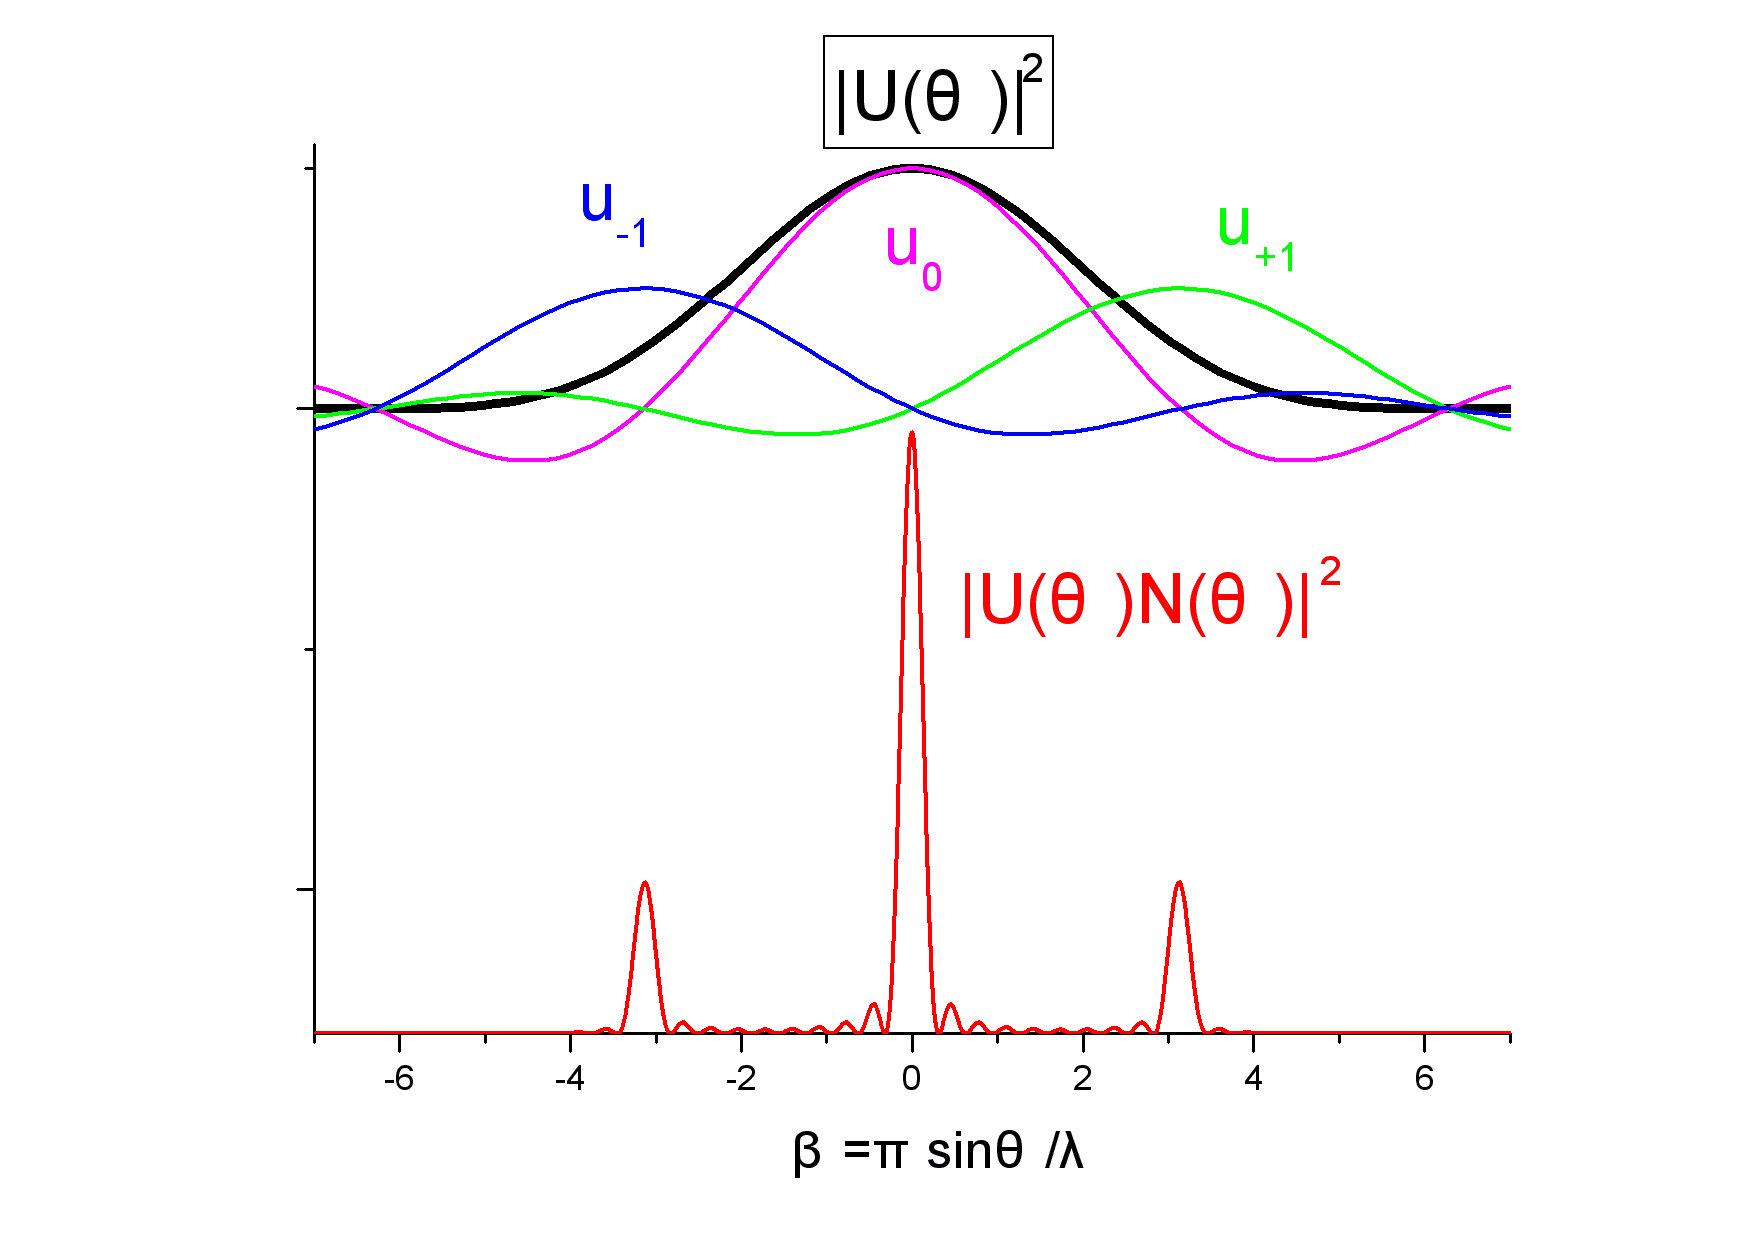 |U(θ )|²
u₋₁
u₀
u₊₁
|U(θ )N(θ )|²
-6 -4 -2 0 2 4 6
β =π sinθ /λ